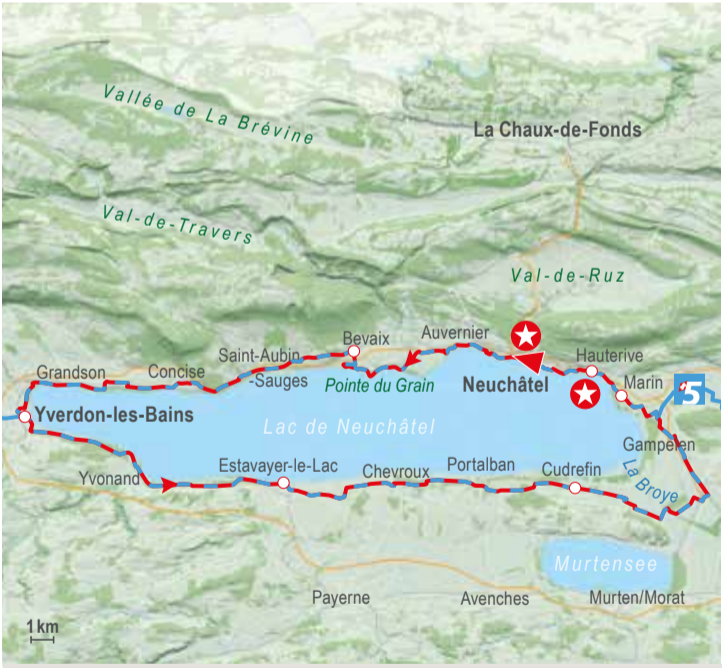 Vallée de La Brévine
La Chaux-de-Fonds
Val-de-Travers
Val-de-Ruz
Bevaix
Auvernier
Saint-Aubin
-Sauges
Hauterive
Grandson
Concise
Pointe du Grain
Neuchâtel
Marin
5
Yverdon-les-Bains
Lac de Neuchâtel
Gampelen
Yvonand
Estavayer-le-Lac
Chevroux
Portalban
Cudrefin
La Broye
Murtensee
Payerne
Avenches
Murten/Morat
1 km